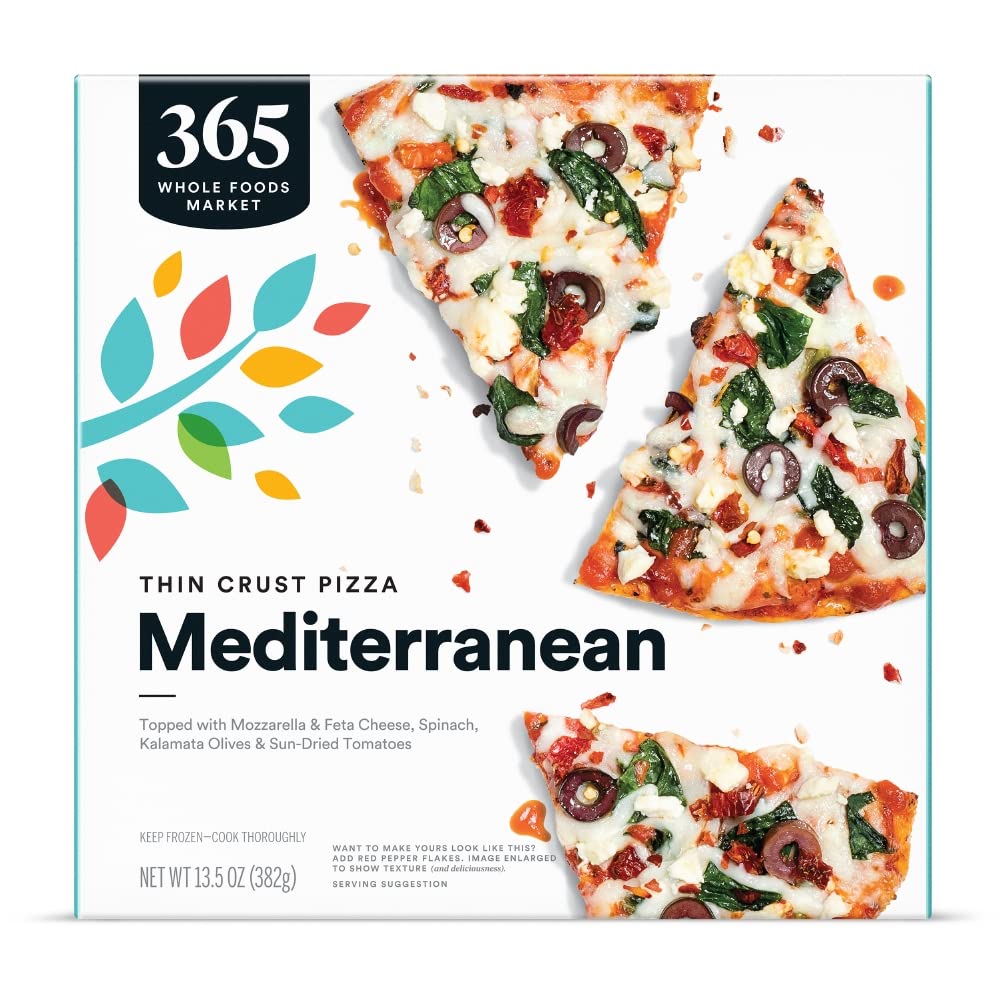 365
WHOLE FOODS
MARKET
THIN CRUST PIZZA
Mediterranean
Topped with Mozzarella & Feta Cheese, Spinach,
Kalamata Olives & Sun-Dried Tomatoes
KEEP FROZEN—COOK THOROUGHLY
NET WT 13.5 OZ (382g)
WANT TO MAKE YOURS LOOK LIKE THIS?
ADD RED PEPPER FLAKES. IMAGE ENLARGED
TO SHOW TEXTURE (and deliciousness).
SERVING SUGGESTION